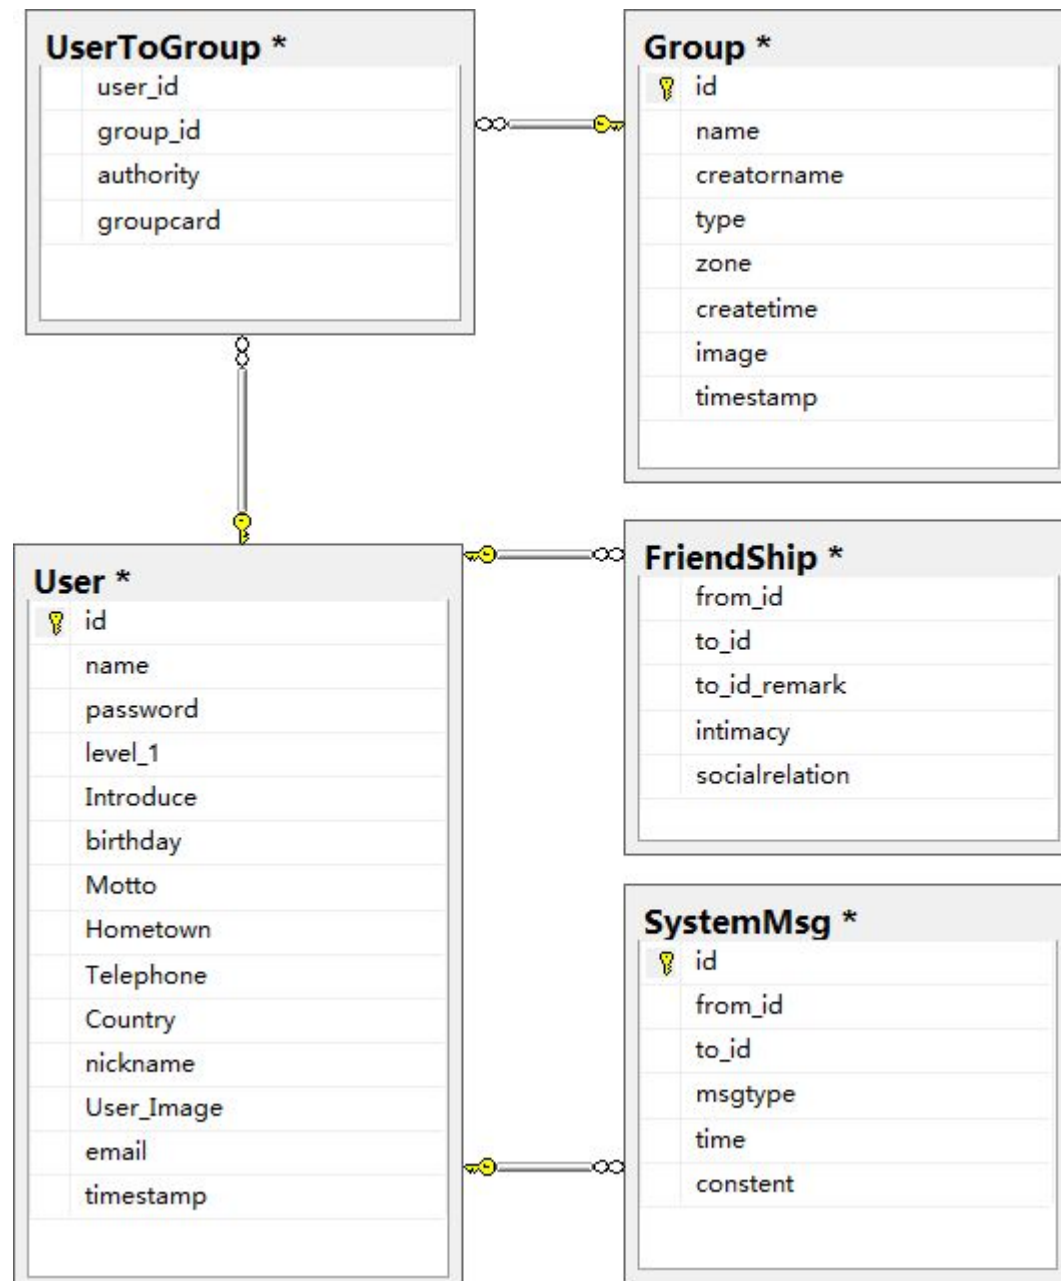 UserToGroup *
user_id
group_id
authority
groupcard
Group *
id
name
creatorname
type
zone
createtime
image
timestamp
User *
id
name
password
level_1
Introduce
birthday
Motto
Hometown
Telephone
Country
nickname
User_Image
email
timestamp
FriendShip *
from_id
to_id
to_id_remark
intimacy
socialrelation
SystemMsg *
id
from_id
to_id
msgtype
time
constent